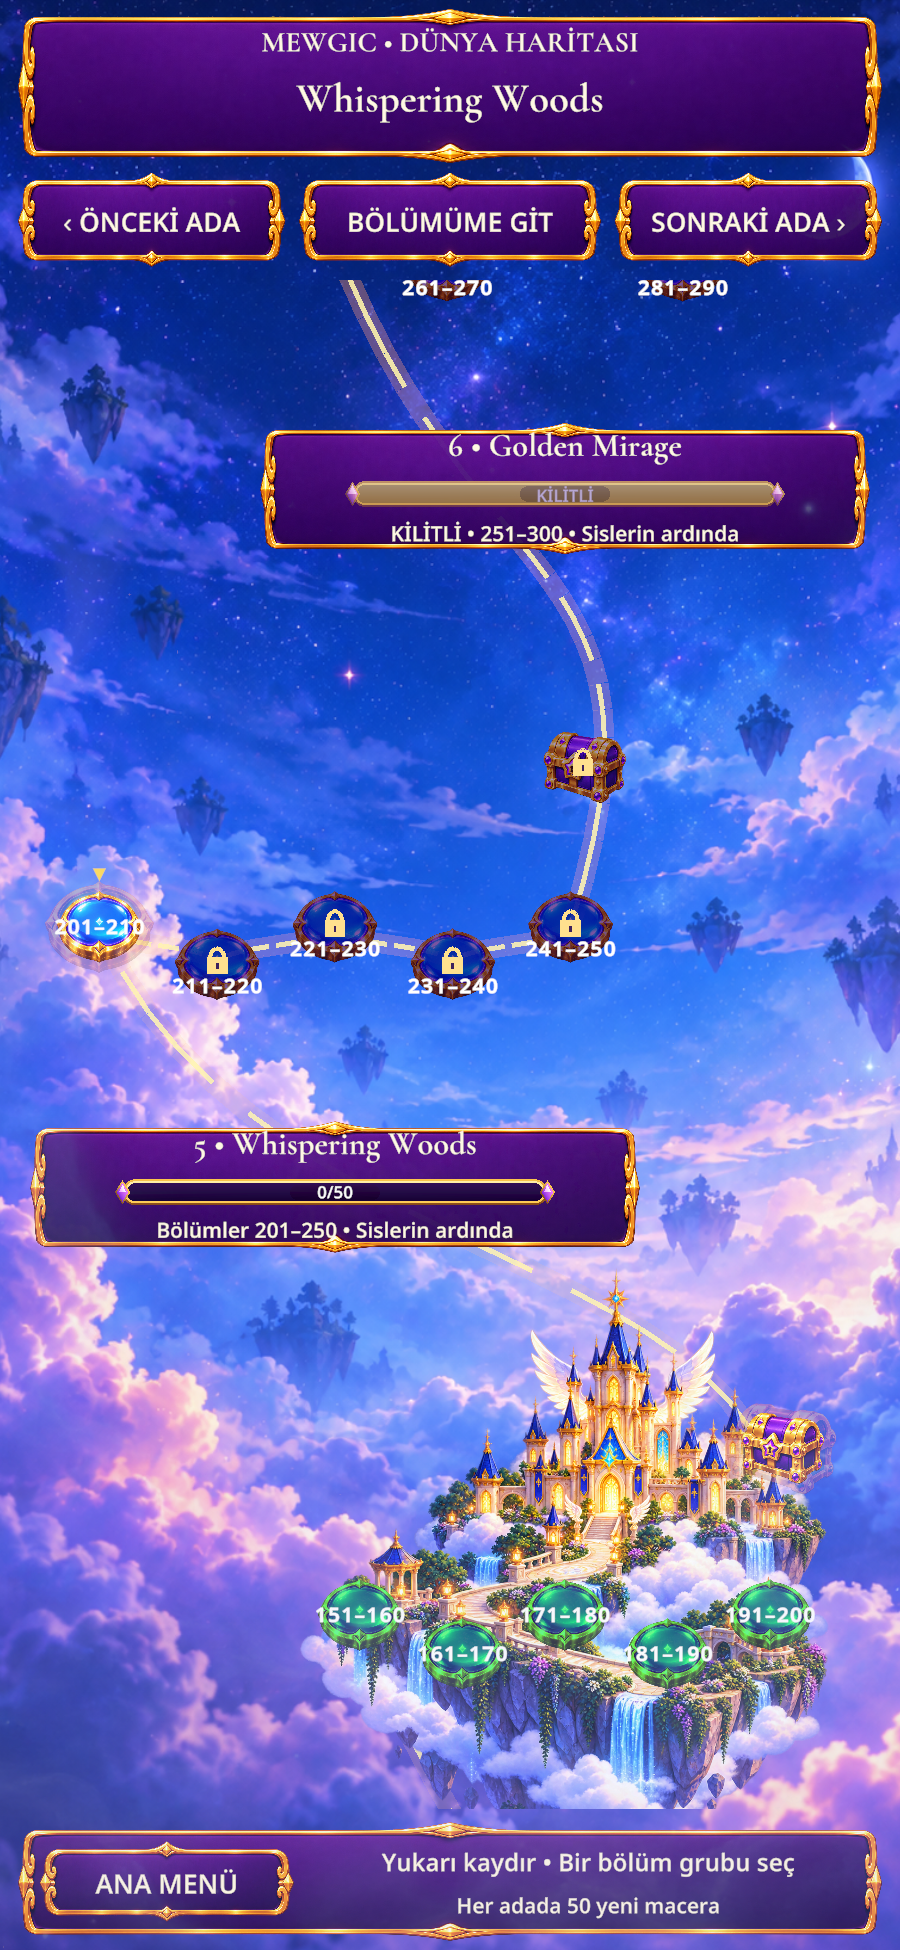 MEWGIC • DÜNYA HARİTASI
Whispering Woods
‹ ÖNCEKİ ADA
BÖLÜMÜME GİT
SONRAKİ ADA ›
261–270
281–290
6 • Golden Mirage
KİLİTLİ
KİLİTLİ • 251–300 • Sislerin ardında
201–210
211–220
221–230
231–240
241–250
5 • Whispering Woods
0/50
Bölümler 201–250 • Sislerin ardında
151–160
161–170
171–180
181–190
191–200
ANA MENÜ
Yukarı kaydır • Bir bölüm grubu seç
Her adada 50 yeni macera